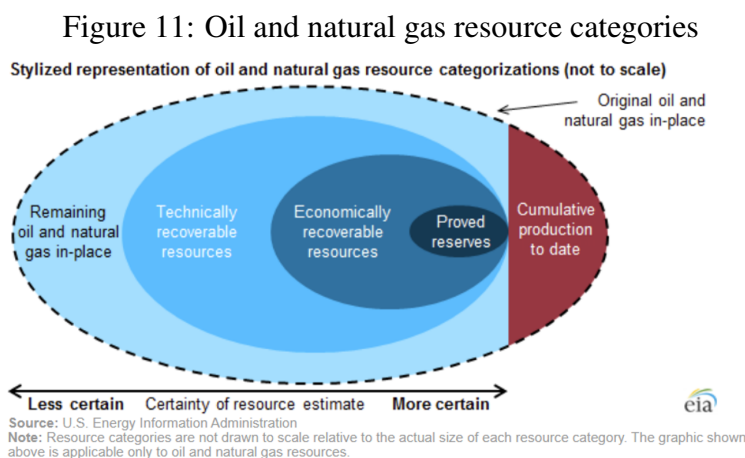 Figure 11: Oil and natural gas resource categories
Stylized representation of oil and natural gas resource categorizations (not to scale)
Original oil and
natural gas in-place
Remaining
oil and natural
gas in-place
Technically
recoverable
resources
Economically
recoverable
resources
Proved
reserves
Cumulative
production
to date
Less certain Certainty of resource estimate More certain
eia
Source: U.S. Energy Information Administration
Note: Resource categories are not drawn to scale relative to the actual size of each resource category. The graphic shown
above is applicable only to oil and natural gas resources.